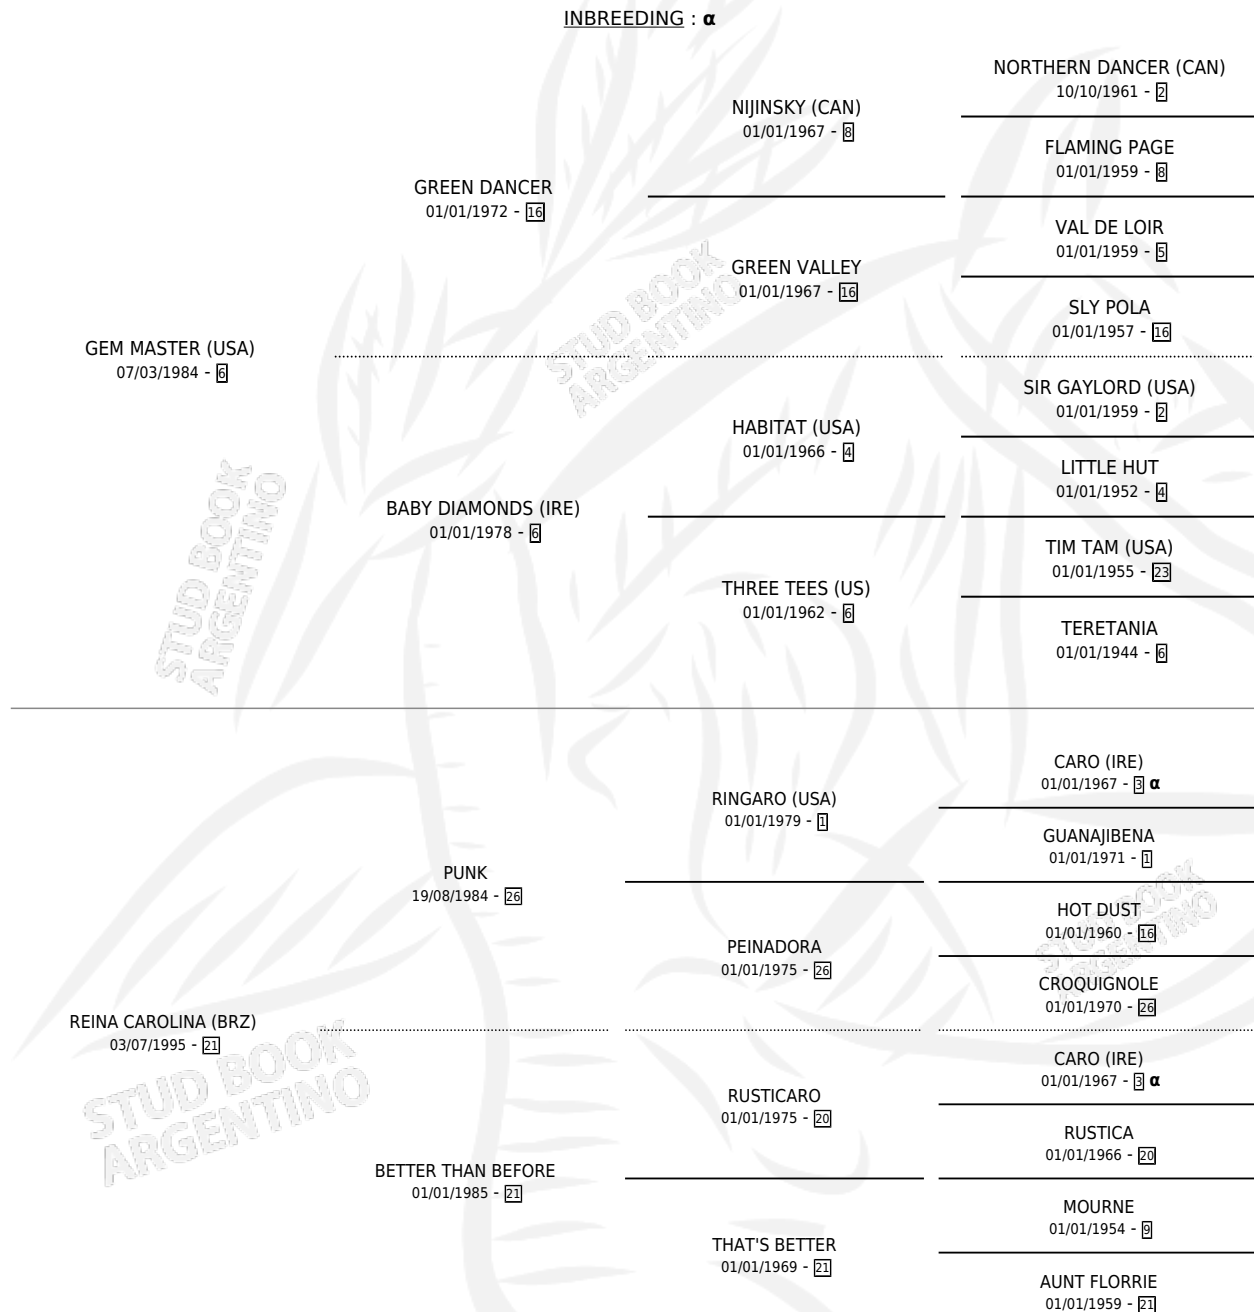 INBREEDING : α
NORTHERN DANCER (CAN)
10/10/1961 - 2
NIJINSKY (CAN)
01/01/1967 - 8
FLAMING PAGE
01/01/1959 - 8
GREEN DANCER
01/01/1972 - 16
VAL DE LOIR
01/01/1959 - 5
GREEN VALLEY
01/01/1967 - 16
SLY POLA
01/01/1957 - 16
GEM MASTER (USA)
07/03/1984 - 6
SIR GAYLORD (USA)
01/01/1959 - 2
HABITAT (USA)
01/01/1966 - 4
LITTLE HUT
01/01/1952 - 4
BABY DIAMONDS (IRE)
01/01/1978 - 6
TIM TAM (USA)
01/01/1955 - 23
THREE TEES (US)
01/01/1962 - 6
TERETANIA
01/01/1944 - 6
CARO (IRE)
01/01/1967 - 3 α
RINGARO (USA)
01/01/1979 - 1
GUANAJIBENA
01/01/1971 - 1
PUNK
19/08/1984 - 26
HOT DUST
01/01/1960 - 16
PEINADORA
01/01/1975 - 26
CROQUIGNOLE
01/01/1970 - 26
REINA CAROLINA (BRZ)
03/07/1995 - 21
CARO (IRE)
01/01/1967 - 3 α
RUSTICARO
01/01/1975 - 20
RUSTICA
01/01/1966 - 20
BETTER THAN BEFORE
01/01/1985 - 21
MOURNE
01/01/1954 - 9
THAT'S BETTER
01/01/1969 - 21
AUNT FLORRIE
01/01/1959 - 21
STUD BOOK
ARGENTINO
STUD BOOK
ARGENTINO
STUD BOOK
ARGENTINO
STUD BOOK
ARGENTINO